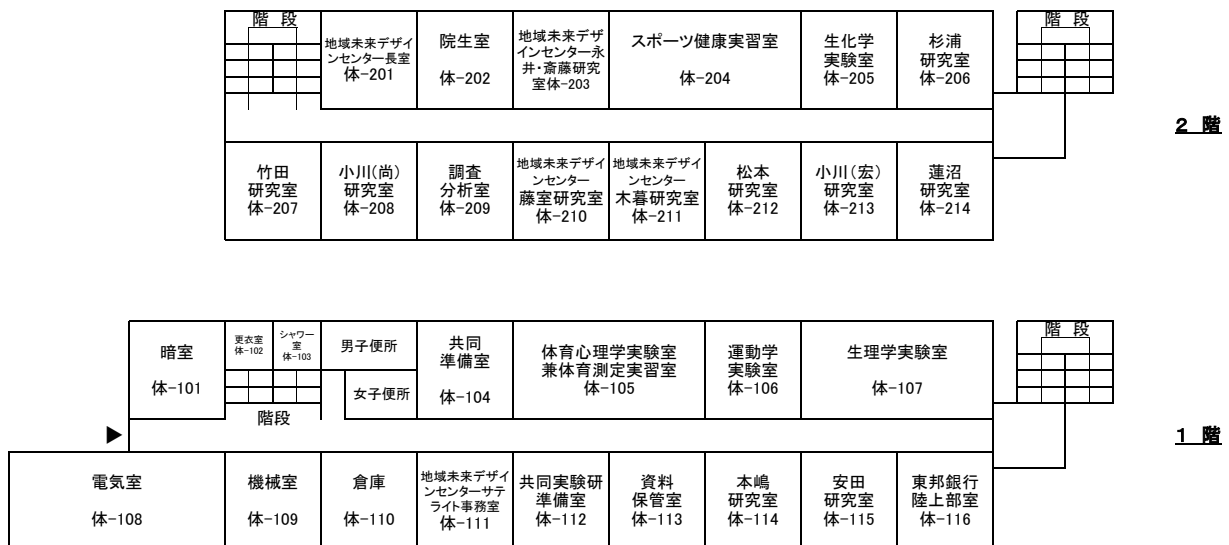 階 段
地域未来デザイ
ンセンター長室
体-201
院生室
体-202
地域未来デザ
インセンター永
井・斎藤研究
室体-203
スポーツ健康実習室
体-204
生化学
実験室
体-205
杉浦
研究室
体-206
階 段
2 階
竹田
研究室
体-207
小川(尚)
研究室
体-208
調査
分析室
体-209
地域未来デザイ
ンセンター
藤室研究室
体-210
地域未来デザイ
ンセンター
木暮研究室
体-211
松本
研究室
体-212
小川(宏)
研究室
体-213
蓮沼
研究室
体-214
暗室
体-101
更衣室
体-102
シャワー
室
体-103
男子便所
女子便所
階段
共同
準備室
体-104
体育心理学実験室
兼体育測定実習室
体-105
運動学
実験室
体-106
生理学実験室
体-107
階 段
1 階
電気室
体-108
機械室
体-109
倉庫
体-110
地域未来デザイ
ンセンターサテ
ライト事務室
体-111
共同実験研
準備室
体-112
資料
保管室
体-113
本嶋
研究室
体-114
安田
研究室
体-115
東邦銀行
陸上部室
体-116